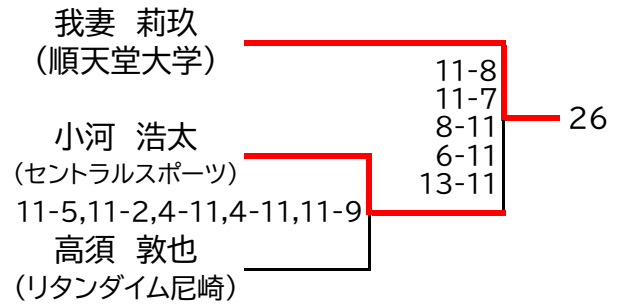 我妻 莉玖
(順天堂大学)
11-8
11-7
8-11
6-11
13-11
26
小河 浩太
(セントラルスポーツ)
11-5,11-2,4-11,4-11,11-9
高須 敦也
(リタンダイム尼崎)